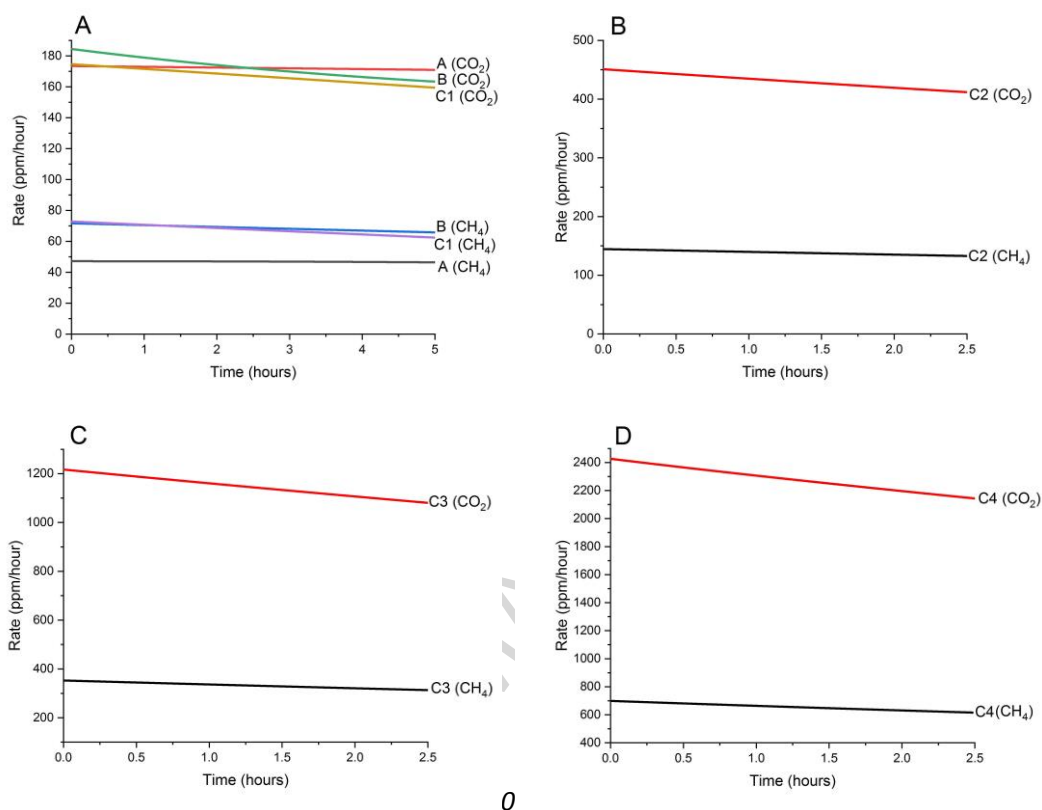 A
Rate (ppm/hour)
180
160
140
120
100
80
60
40
20
0
0 1 2 3 4 5
Time (hours)
A (CO₂)
B (CO₂)
C1 (CO₂)
B (CH₄)
C1 (CH₄)
A (CH₄)
B
Rate (ppm/hour)
500
400
300
200
100
0
0.0 0.5 1.0 1.5 2.0 2.5
Time (hours)
C2 (CO₂)
C2 (CH₄)
C
Rate (ppm/hour)
1200
1000
800
600
400
200
0.0 0.5 1.0 1.5 2.0 2.5
Time (hours)
C3 (CO₂)
C3 (CH₄)
D
Rate (ppm/hour)
2400
2200
2000
1800
1600
1400
1200
1000
800
600
400
0.0 0.5 1.0 1.5 2.0 2.5
Time (hours)
C4 (CO₂)
C4(CH₄)
0